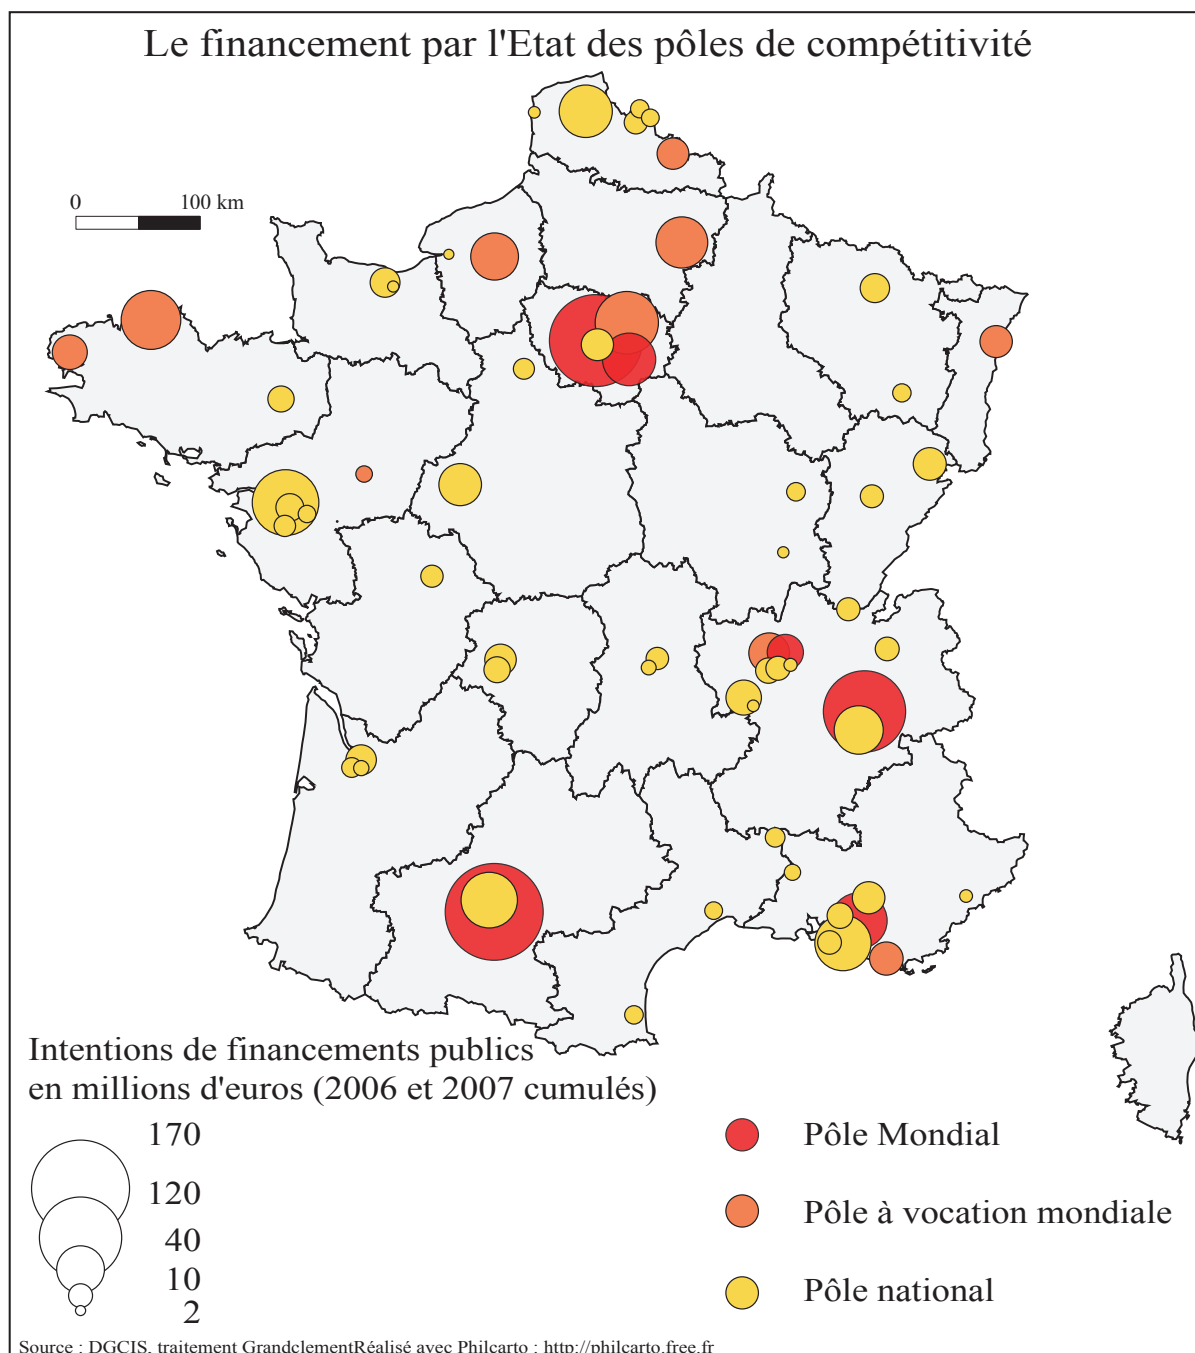 Le financement par l'Etat des pôles de compétitivité
0 100 km
Intentions de financements publics
en millions d'euros (2006 et 2007 cumulés)
170
120
40
10
2
Pôle Mondial
Pôle à vocation mondiale
Pôle national
Source : DGCIS, traitement GrandclementRéalisé avec Philcarto : http://philcarto.free.fr